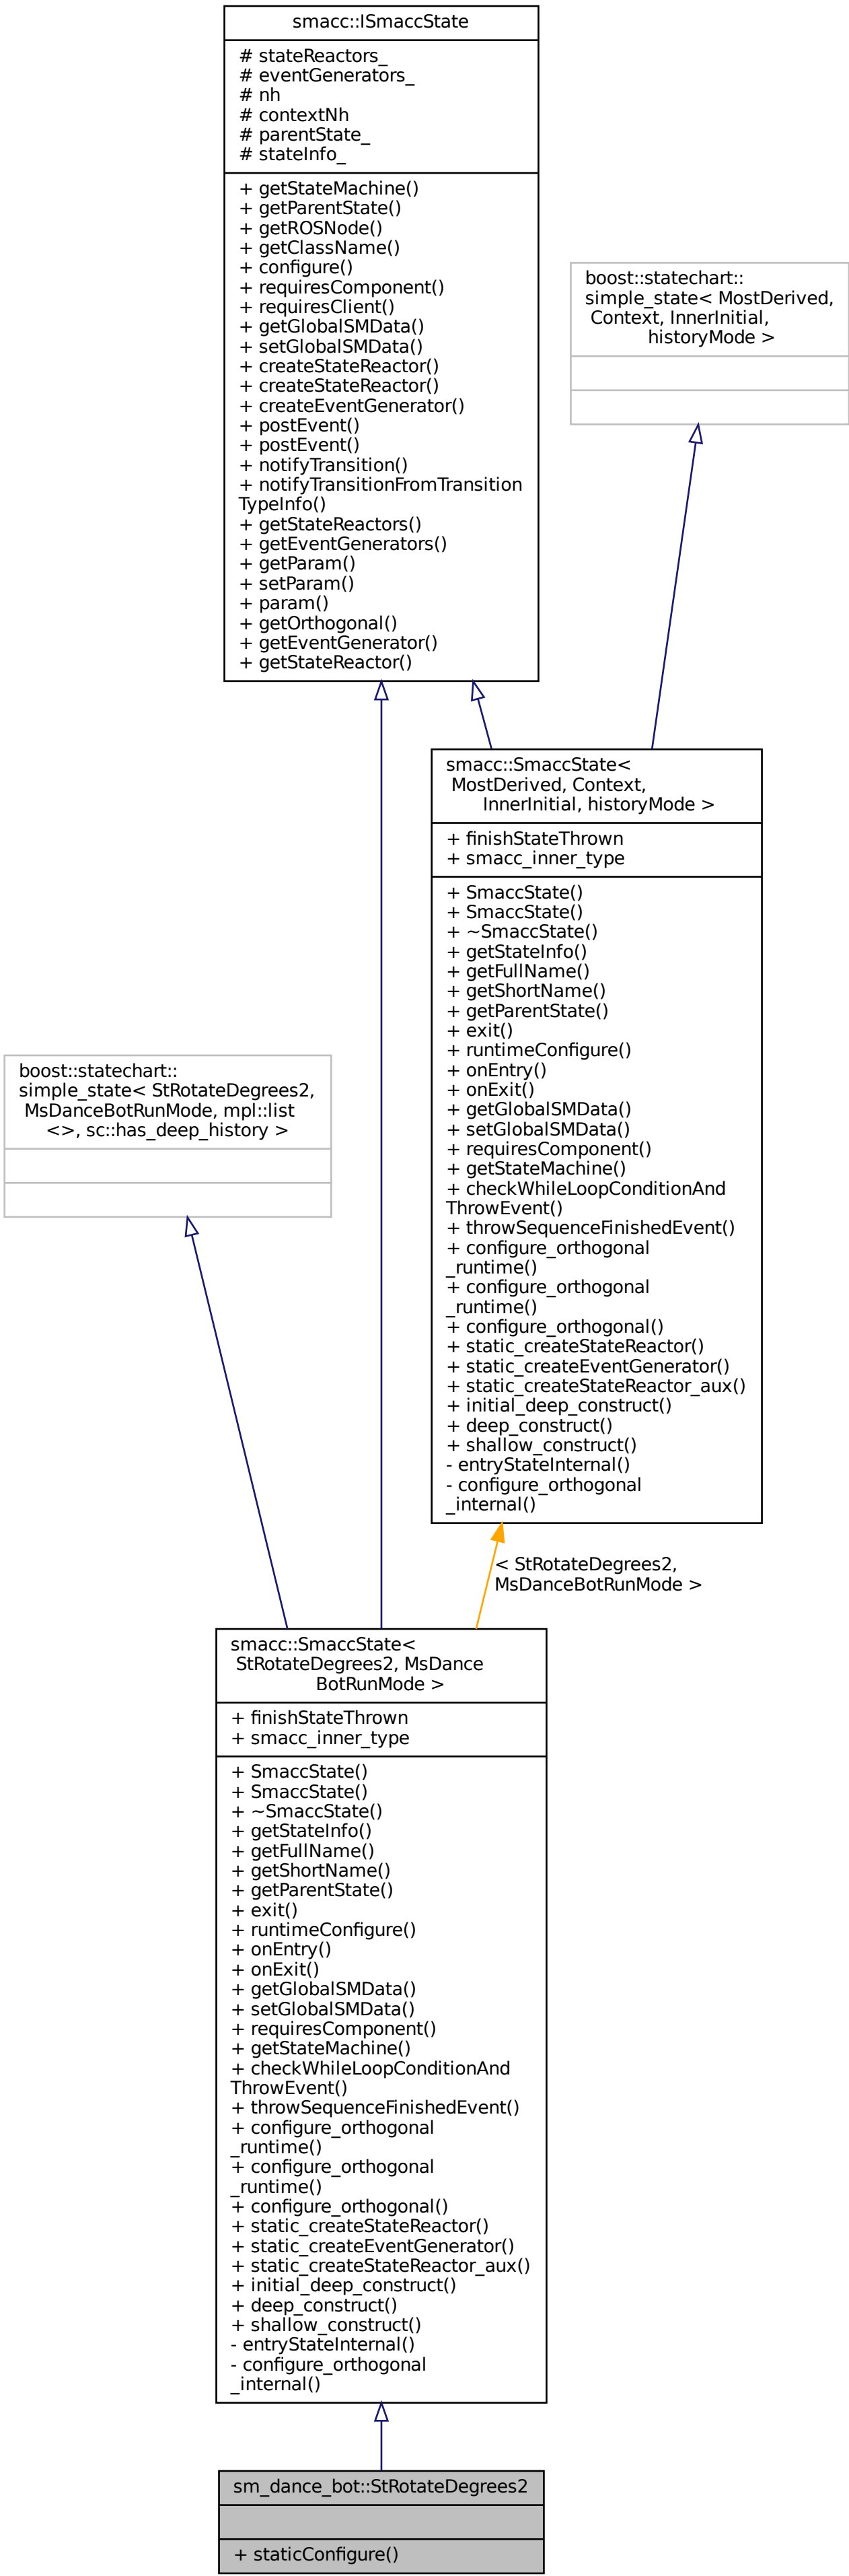 smacc::ISmaccState
# stateReactors_
# eventGenerators_
# nh
# contextNh
# parentState_
# stateInfo_
+ getStateMachine()
+ getParentState()
+ getROSNode()
+ getClassName()
+ configure()
+ requiresComponent()
+ requiresClient()
+ getGlobalSMData()
+ setGlobalSMData()
+ createStateReactor()
+ createStateReactor()
+ createEventGenerator()
+ postEvent()
+ postEvent()
+ notifyTransition()
+ notifyTransitionFromTransition
TypeInfo()
+ getStateReactors()
+ getEventGenerators()
+ getParam()
+ setParam()
+ param()
+ getOrthogonal()
+ getEventGenerator()
+ getStateReactor()
boost::statechart::
simple_state< MostDerived,
Context, InnerInitial,
historyMode >
smacc::SmaccState<
MostDerived, Context,
InnerInitial, historyMode >
+ finishStateThrown
+ smacc_inner_type
+ SmaccState()
+ SmaccState()
+ ~SmaccState()
+ getStateInfo()
+ getFullName()
+ getShortName()
+ getParentState()
+ exit()
+ runtimeConfigure()
+ onEntry()
+ onExit()
+ getGlobalSMData()
+ setGlobalSMData()
+ requiresComponent()
+ getStateMachine()
+ checkWhileLoopConditionAnd
ThrowEvent()
+ throwSequenceFinishedEvent()
+ configure_orthogonal
_runtime()
+ configure_orthogonal
_runtime()
+ configure_orthogonal()
+ static_createStateReactor()
+ static_createEventGenerator()
+ static_createStateReactor_aux()
+ initial_deep_construct()
+ deep_construct()
+ shallow_construct()
- entryStateInternal()
- configure_orthogonal
_internal()
boost::statechart::
simple_state< StRotateDegrees2,
MsDanceBotRunMode, mpl::list
<>, sc::has_deep_history >
< StRotateDegrees2,
MsDanceBotRunMode >
smacc::SmaccState<
StRotateDegrees2, MsDance
BotRunMode >
+ finishStateThrown
+ smacc_inner_type
+ SmaccState()
+ SmaccState()
+ ~SmaccState()
+ getStateInfo()
+ getFullName()
+ getShortName()
+ getParentState()
+ exit()
+ runtimeConfigure()
+ onEntry()
+ onExit()
+ getGlobalSMData()
+ setGlobalSMData()
+ requiresComponent()
+ getStateMachine()
+ checkWhileLoopConditionAnd
ThrowEvent()
+ throwSequenceFinishedEvent()
+ configure_orthogonal
_runtime()
+ configure_orthogonal
_runtime()
+ configure_orthogonal()
+ static_createStateReactor()
+ static_createEventGenerator()
+ static_createStateReactor_aux()
+ initial_deep_construct()
+ deep_construct()
+ shallow_construct()
- entryStateInternal()
- configure_orthogonal
_internal()
sm_dance_bot::StRotateDegrees2
+ staticConfigure()